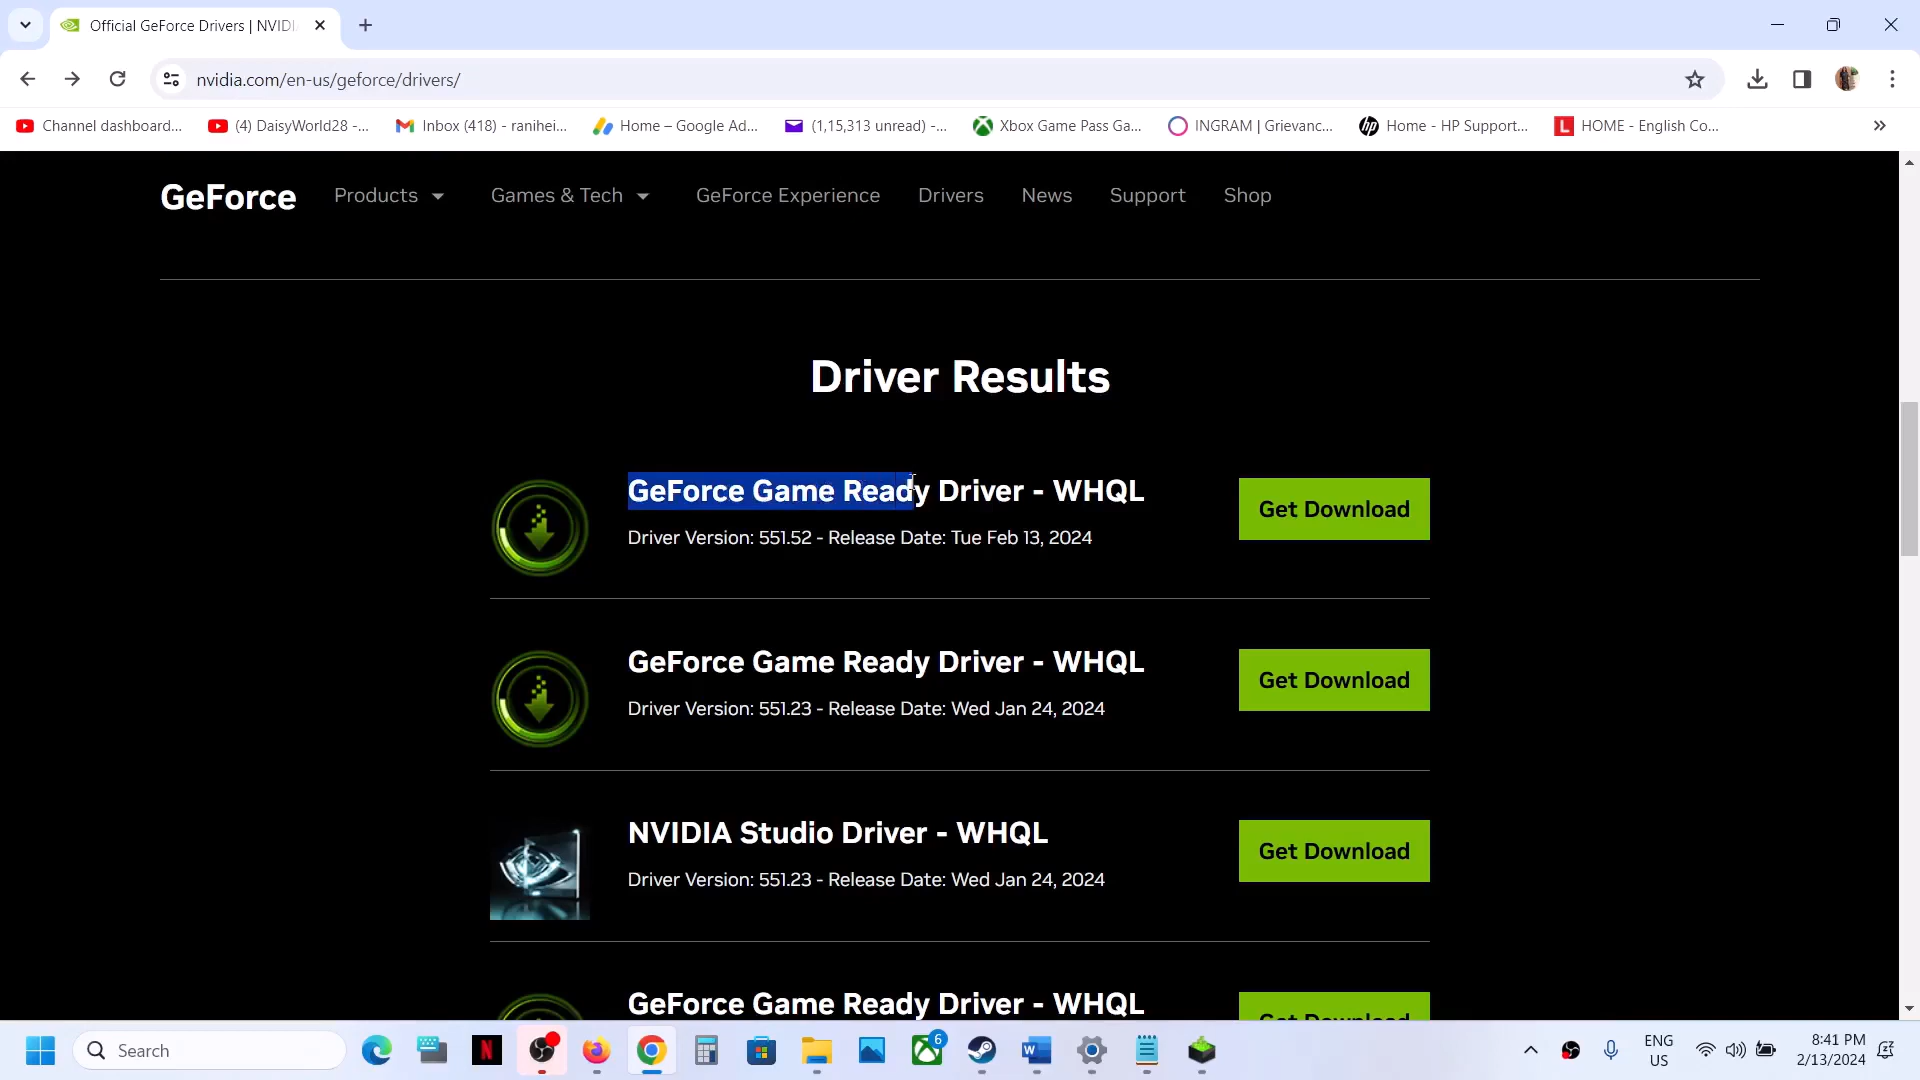 Official GeForce Drivers | NVIDI
nvidia.com/en-us/geforce/drivers/
Channel dashboard...
(4) DaisyWorld28 -...
Inbox (418) - ranihei...
Home – Google Ad...
(1,15,313 unread) -...
Xbox Game Pass Ga...
INGRAM | Grievanc...
Home - HP Support...
HOME - English Co...
GeForce
Products
Games & Tech
GeForce Experience
Drivers
News
Support
Shop
Driver Results
GeForce Game Ready Driver - WHQL
Driver Version: 551.52 - Release Date: Tue Feb 13, 2024
Get Download
GeForce Game Ready Driver - WHQL
Driver Version: 551.23 - Release Date: Wed Jan 24, 2024
Get Download
NVIDIA Studio Driver - WHQL
Driver Version: 551.23 - Release Date: Wed Jan 24, 2024
Get Download
GeForce Game Ready Driver - WHQL
Get Download
Search
6
ENG
US
8:41 PM
2/13/2024